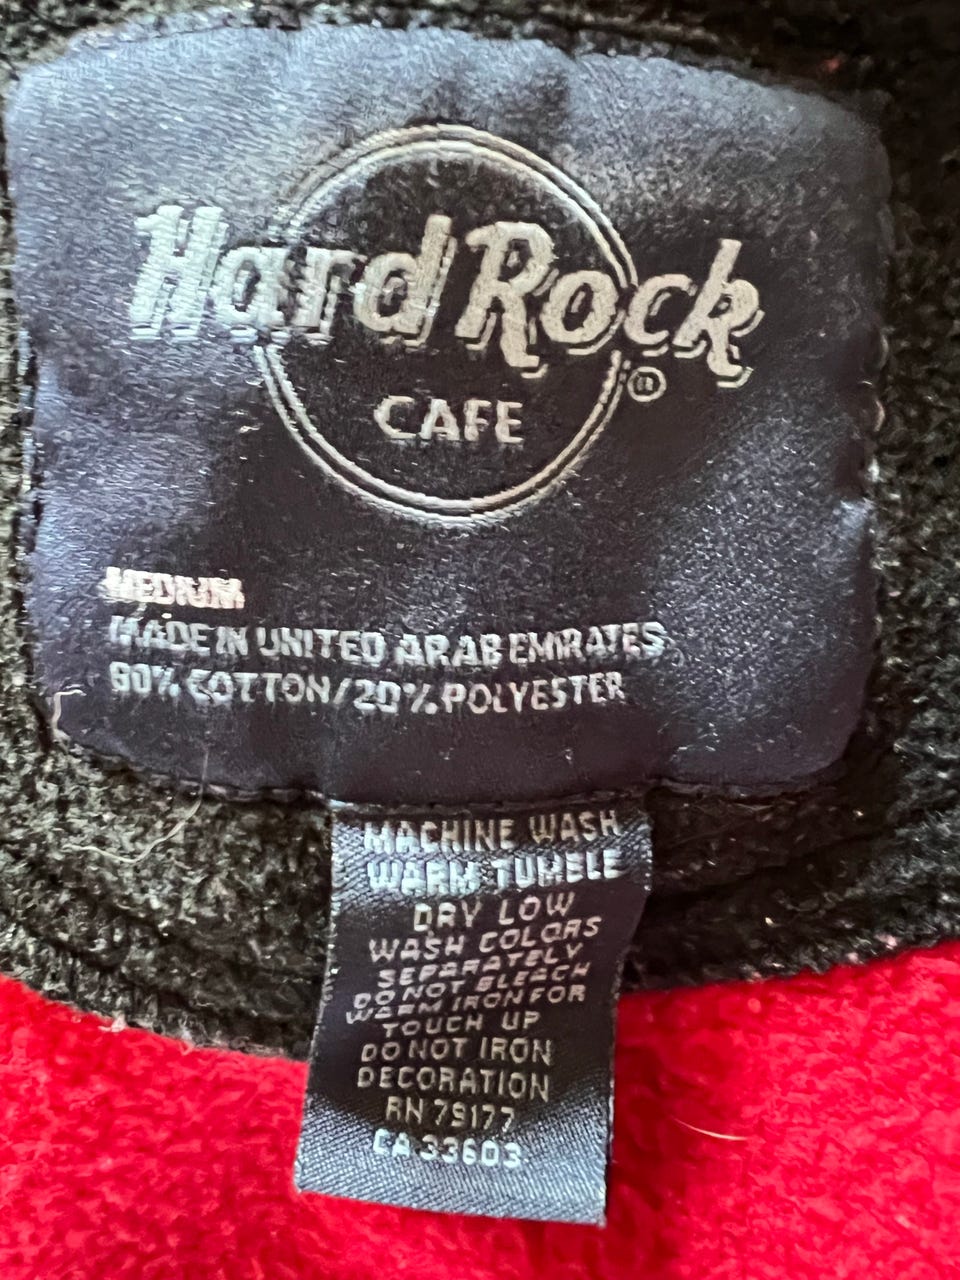 Hard Rock
CAFE
®
MEDIUM
MADE IN UNITED ARAB EMIRATES
80% COTTON/20% POLYESTER
MACHINE WASH
WARM TUMBLE
DRY LOW
WASH COLORS
SEPARATELY
DO NOT BLEACH
WARM IRON FOR
TOUCH UP
DO NOT IRON
DECORATION
RN 79177
CA 33603